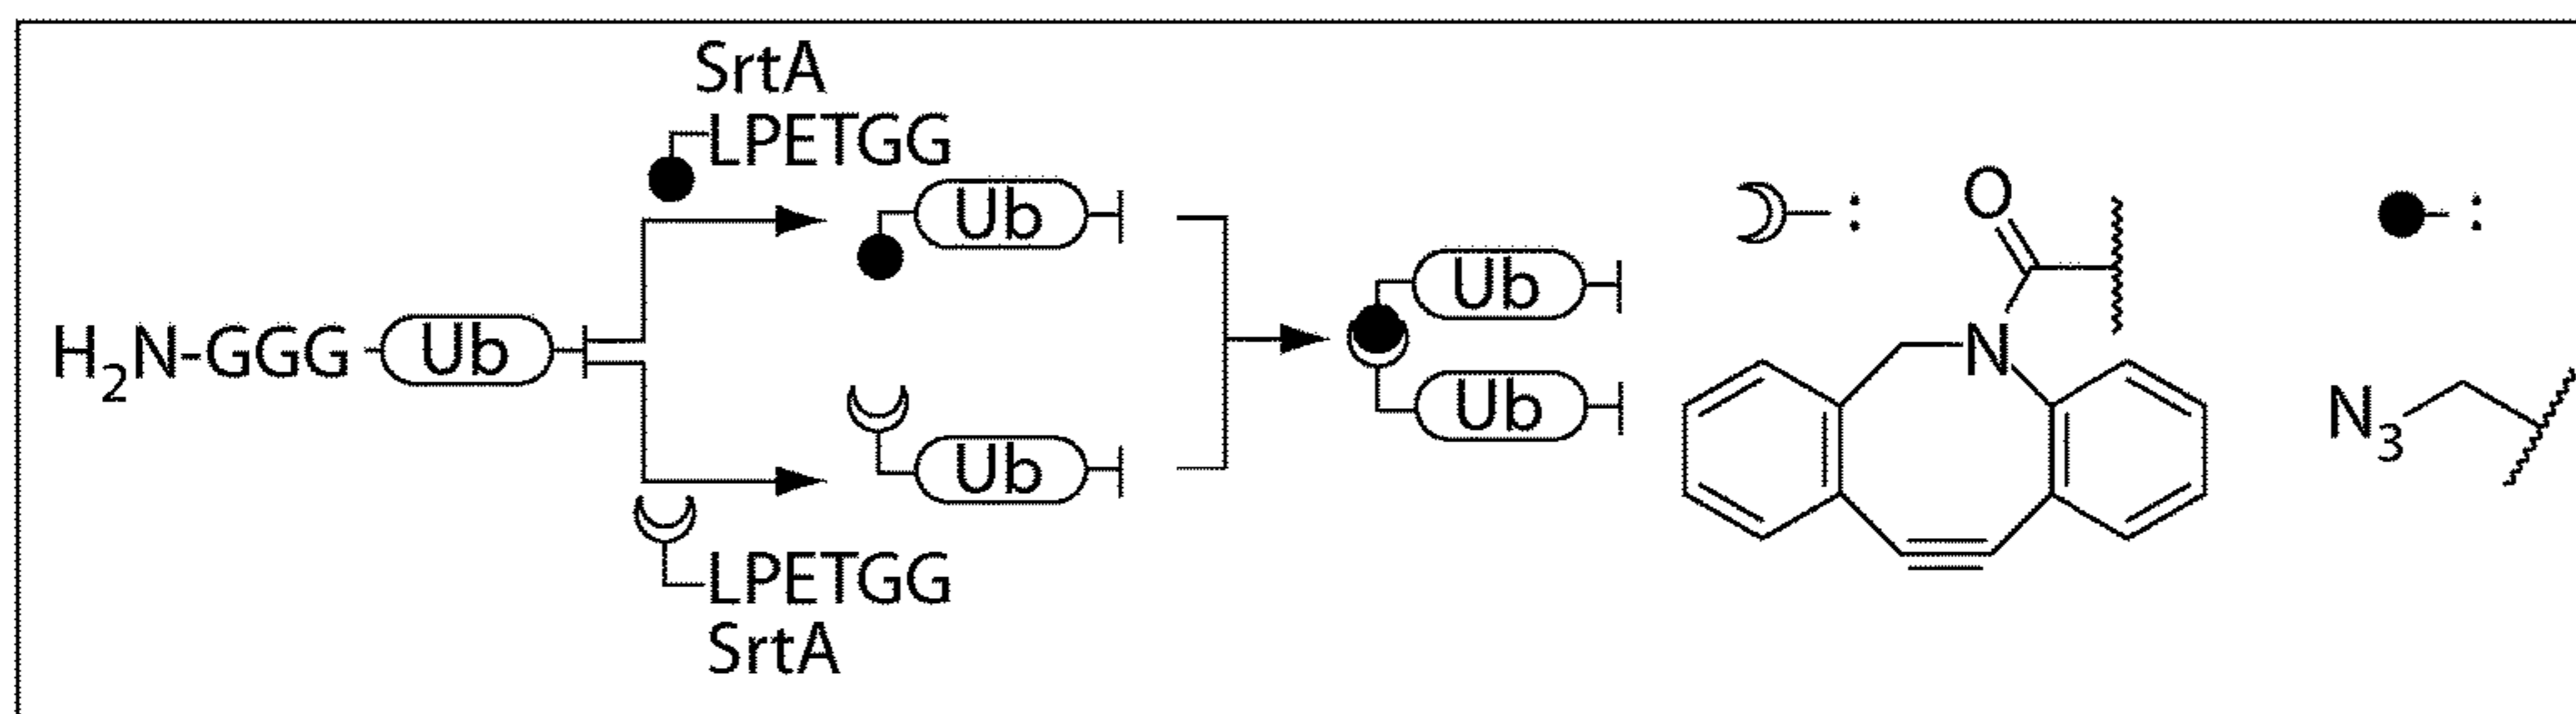 SrtA
LPETGG
Ub
H₂N-GGG Ub
Ub
LPETGG
SrtA
Ub
Ub
:
O
N
:
N₃